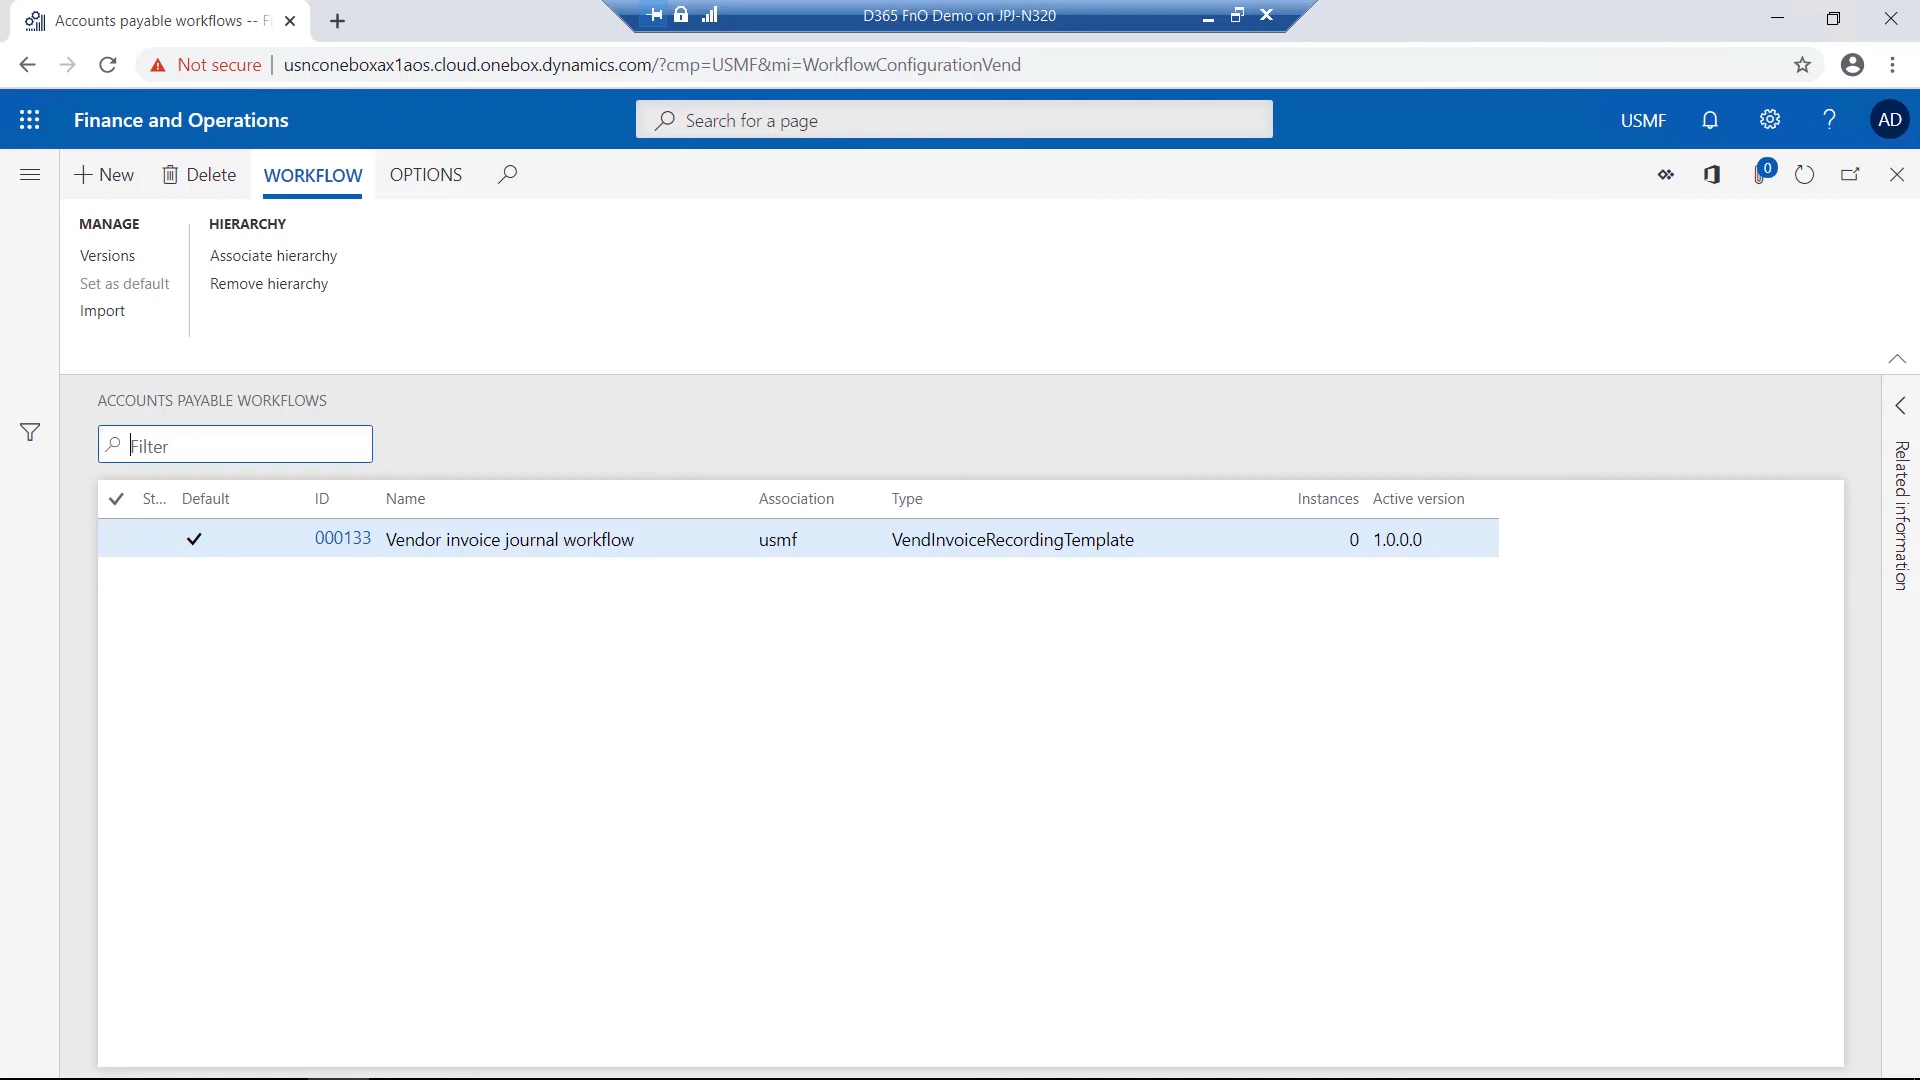 Accounts payable workflows -- Fi
D365 FnO Demo on JPJ-N320
Not secure
usnconeboxax1aos.cloud.onebox.dynamics.com/?cmp=USMF&mi=WorkflowConfigurationVend
Finance and Operations
Search for a page
USMF
?
AD
New
Delete
WORKFLOW
OPTIONS
0
MANAGE
Versions
Set as default
Import
HIERARCHY
Associate hierarchy
Remove hierarchy
ACCOUNTS PAYABLE WORKFLOWS
Filter
St... Default ID Name Association Type Instances Active version
000133 Vendor invoice journal workflow usmf VendInvoiceRecordingTemplate 0 1.0.0.0
Related information